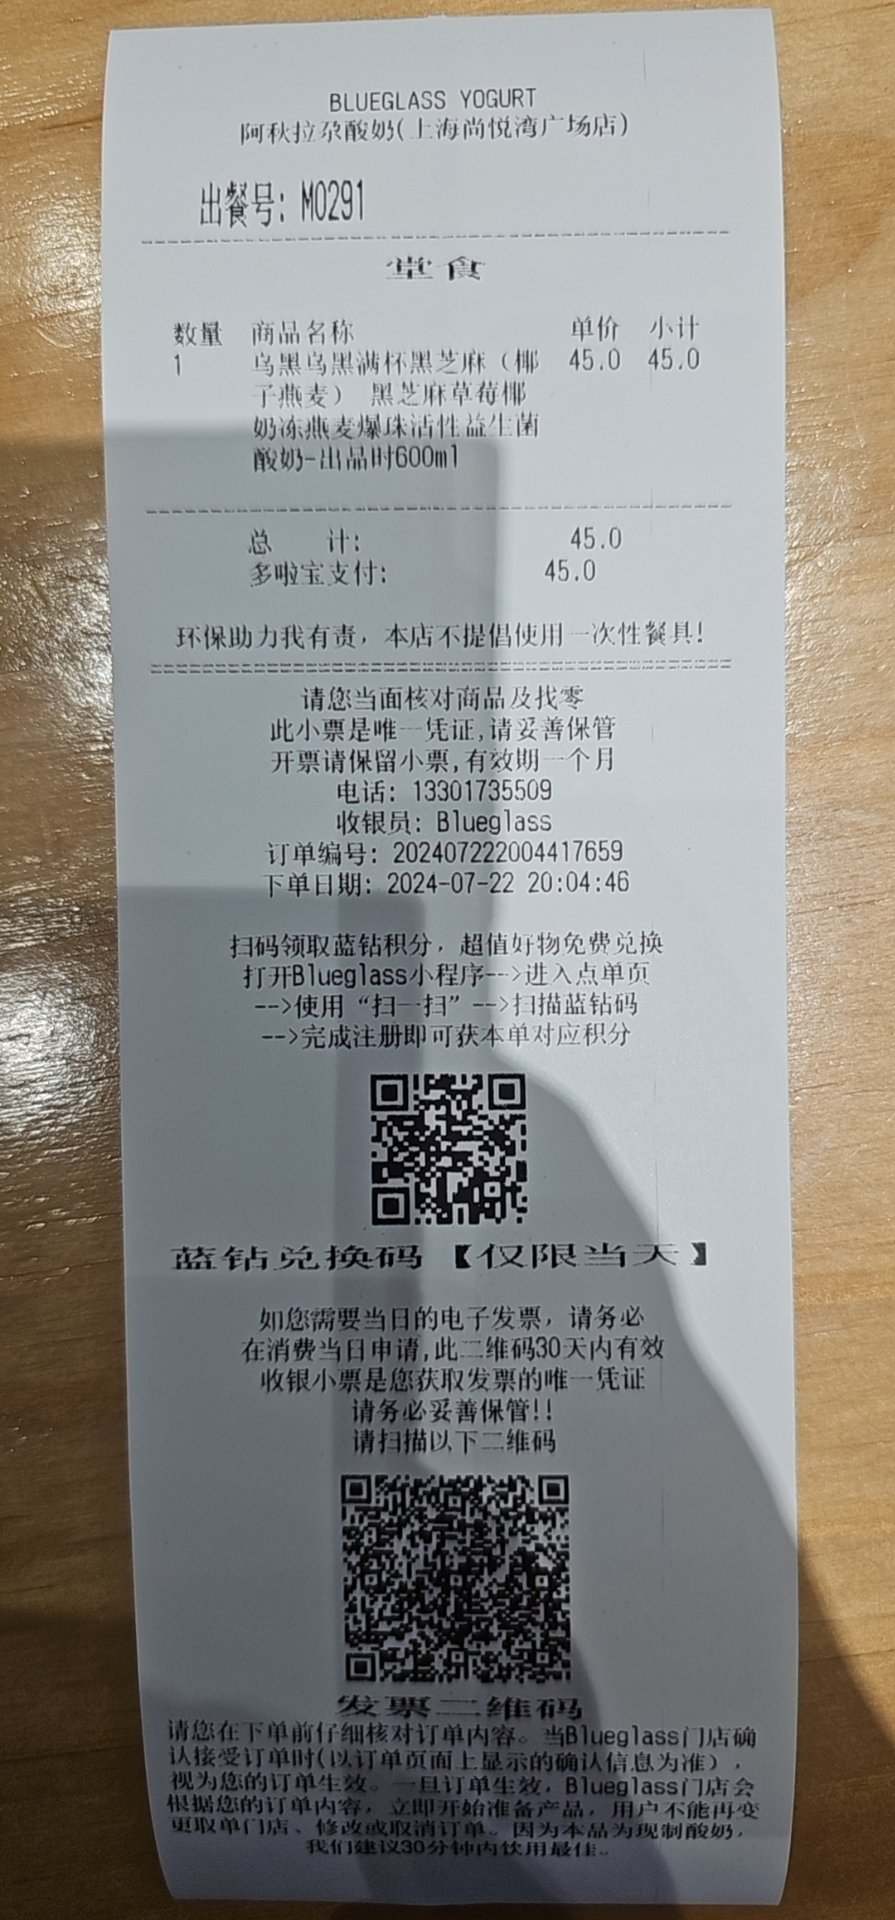 BLUEGLASS YOGURT
阿秋拉尕酸奶(上海尚悦湾广场店)
出餐号: M0291
堂食
数量 商品名称 单价 小计
1 乌黑乌黑满杯黑芝麻（椰 45.0 45.0
子燕麦） 黑芝麻草莓椰
奶冻燕麦爆珠活性益生菌
酸奶-出品时600ml
总 计: 45.0
多啦宝支付: 45.0
环保助力我有责，本店不提倡使用一次性餐具!
请您当面核对商品及找零
此小票是唯一凭证,请妥善保管
开票请保留小票,有效期一个月
电话: 13301735509
收银员: Blueglass
订单编号: 202407222004417659
下单日期: 2024-07-22 20:04:46
扫码领取蓝钻积分，超值好物免费兑换
打开Blueglass小程序-->进入点单页
-->使用“扫一扫”-->扫描蓝钻码
-->完成注册即可获本单对应积分
蓝钻兑换码【仅限当天】
如您需要当日的电子发票，请务必
在消费当日申请,此二维码30天内有效
收银小票是您获取发票的唯一凭证
请务必妥善保管!!
请扫描以下二维码
发票二维码
请您在下单前仔细核对订单内容。当Blueglass门店确
认接受订单时(以订单页面上显示的确认信息为准)，
视为您的订单生效。一旦订单生效，Blueglass门店会
根据您的订单内容，立即开始准备产品，用户不能再变
更取单门店、修改或取消订单。因为本品为现制酸奶，
我们建议30分钟内饮用最佳。